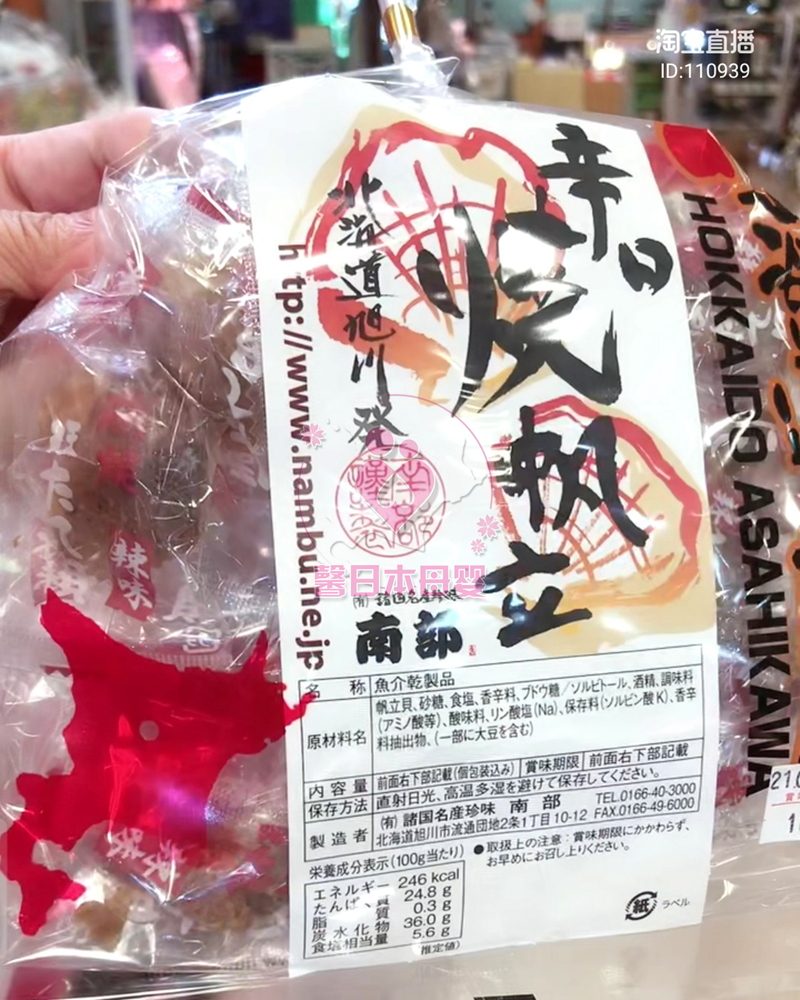 淘宝直播
ID:110939
辛口
焼帆立
北海道旭川発
http://www.nambu.ne.jp
HOKKAIDO ASAHIKAWA
辣味
馨日本母婴
(有)諸国名産珍味
南部
名 称 魚介乾製品
原材料名 帆立貝、砂糖、食塩、香辛料、ブドウ糖／ソルビトール、酒精、調味料
(アミノ酸等)、酸味料、リン酸塩(Na)、保存料(ソルビン酸K)、香辛
料抽出物、(一部に大豆を含む)
内 容 量 前面右下部記載(個包装込み) 賞味期限 前面右下部記載
保存方法 直射日光、高温多湿を避けて保存してください。
製 造 者 (有)諸国名産珍味 南 部 TEL.0166-40-3000
北海道旭川市流通団地2条1丁目10-12 FAX.0166-49-6000
栄養成分表示(100g当たり)
●取扱上の注意：賞味期限にかかわらず、
お早めにお召し上りください。
エネルギー 246 kcal
たんぱく質 24.8 g
脂 質 0.3 g
炭水化物 36.0 g
食塩相当量 5.6 g
(推定値)
紙 ラベル